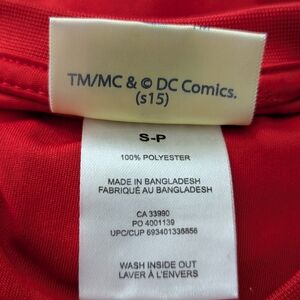 TM/MC & © DC Comics.
(s15)
S-P
100% POLYESTER
MADE IN BANGLADESH
FABRIQUÉ AU BANGLADESH
CA 33990
PO 4001139
UPC/CUP 693401336856
WASH INSIDE OUT
LAVER À L'ENVERS